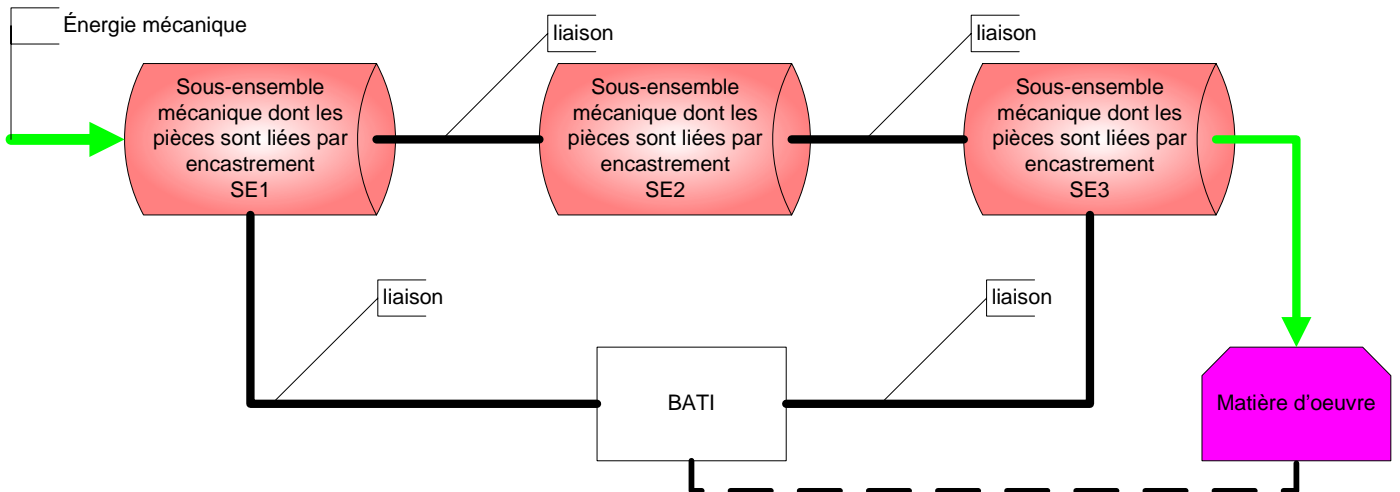 Énergie mécanique
liaison
liaison
Sous-ensemble
mécanique dont les
pièces sont liées par
encastrement
SE1
Sous-ensemble
mécanique dont les
pièces sont liées par
encastrement
SE2
Sous-ensemble
mécanique dont les
pièces sont liées par
encastrement
SE3
liaison
liaison
BATI
Matière d'oeuvre